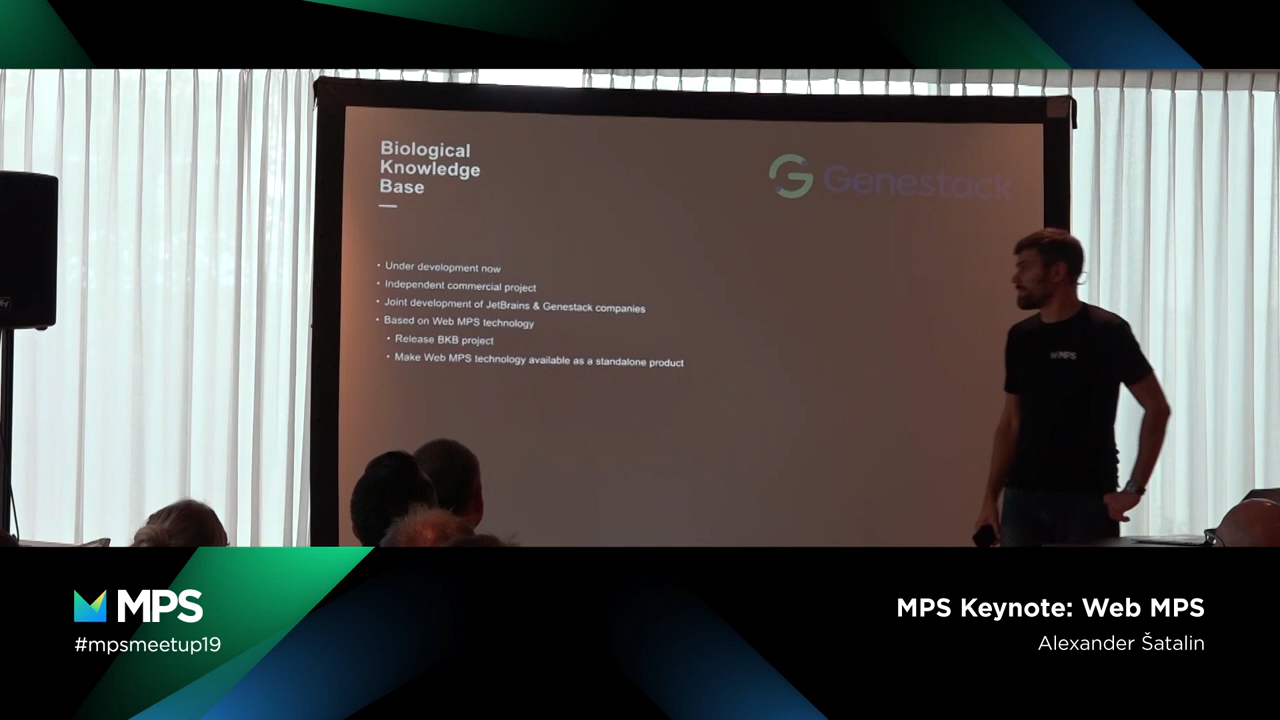 Biological
Knowledge
Base
Genestack
• Under development now
• Independent commercial project
• Joint development of JetBrains & Genestack companies
• Based on Web MPS technology
• Release BKB project
• Make Web MPS technology available as a standalone product
MPS
MPS
#mpsmeetup19
MPS Keynote: Web MPS
Alexander Šatalin